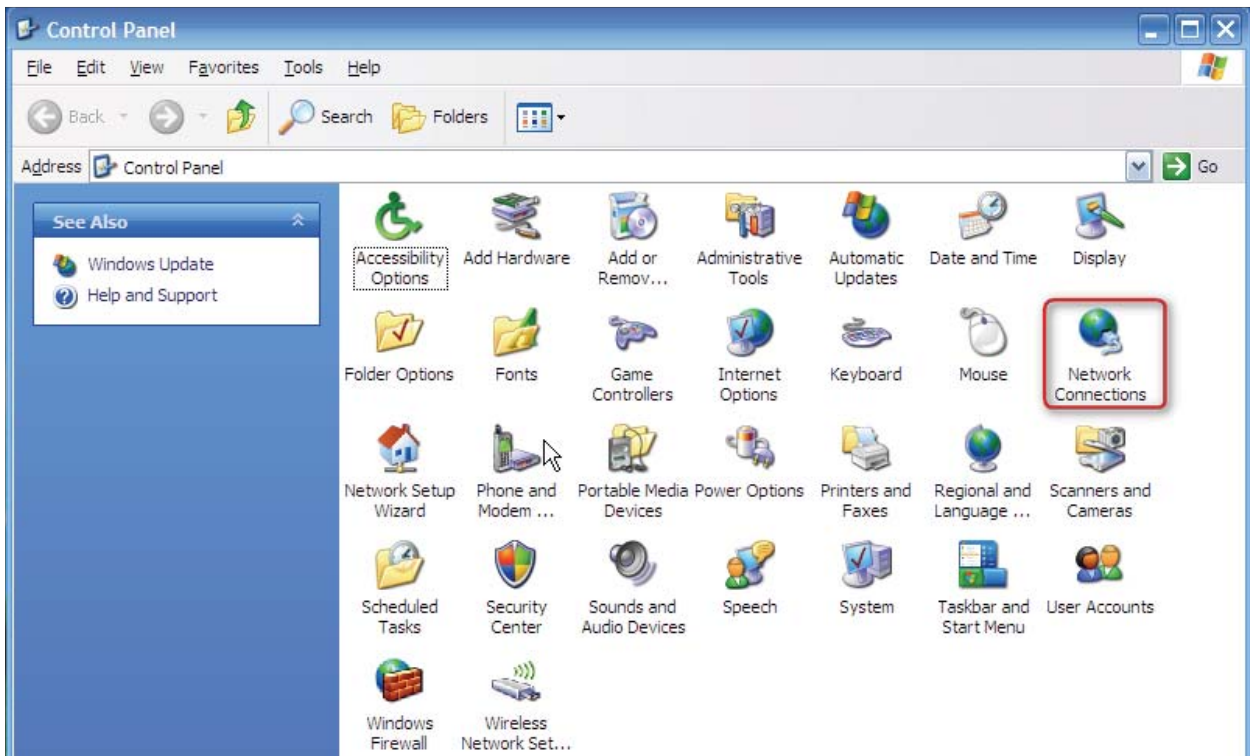 Control Panel
File Edit View Favorites Tools Help
Back Search Folders
Address Control Panel Go
See Also
Windows Update
Help and Support
Accessibility Options
Add Hardware
Add or Remov...
Administrative Tools
Automatic Updates
Date and Time
Display
Folder Options
Fonts
Game Controllers
Internet Options
Keyboard
Mouse
Network Connections
Network Setup Wizard
Phone and Modem ...
Portable Media Devices
Power Options
Printers and Faxes
Regional and Language ...
Scanners and Cameras
Scheduled Tasks
Security Center
Sounds and Audio Devices
Speech
System
Taskbar and Start Menu
User Accounts
Windows Firewall
Wireless Network Set...